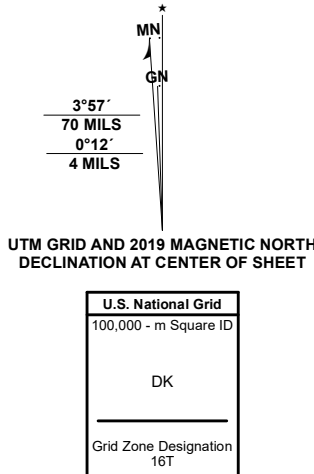 MN
GN
3°57´
70 MILS
0°12´
4 MILS
UTM GRID AND 2019 MAGNETIC NORTH
DECLINATION AT CENTER OF SHEET
U.S. National Grid
100,000 - m Square ID
DK
Grid Zone Designation
16T